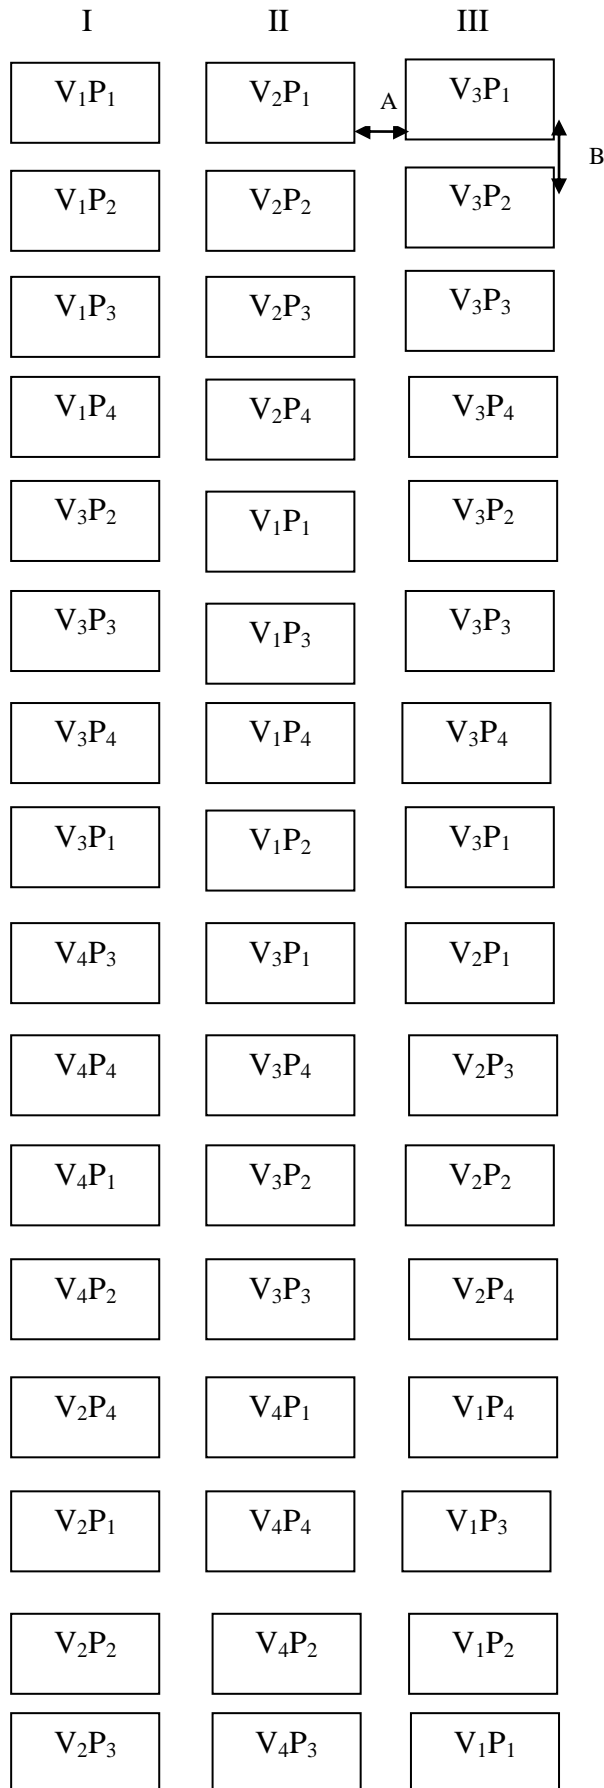 I II III
V₁P₁ V₂P₁ A V₃P₁
B
V₁P₂ V₂P₂ V₃P₂
V₁P₃ V₂P₃ V₃P₃
V₁P₄ V₂P₄ V₃P₄
V₃P₂ V₁P₁ V₃P₂
V₃P₃ V₁P₃ V₃P₃
V₃P₄ V₁P₄ V₃P₄
V₃P₁ V₁P₂ V₃P₁
V₄P₃ V₃P₁ V₂P₁
V₄P₄ V₃P₄ V₂P₃
V₄P₁ V₃P₂ V₂P₂
V₄P₂ V₃P₃ V₂P₄
V₂P₄ V₄P₁ V₁P₄
V₂P₁ V₄P₄ V₁P₃
V₂P₂ V₄P₂ V₁P₂
V₂P₃ V₄P₃ V₁P₁